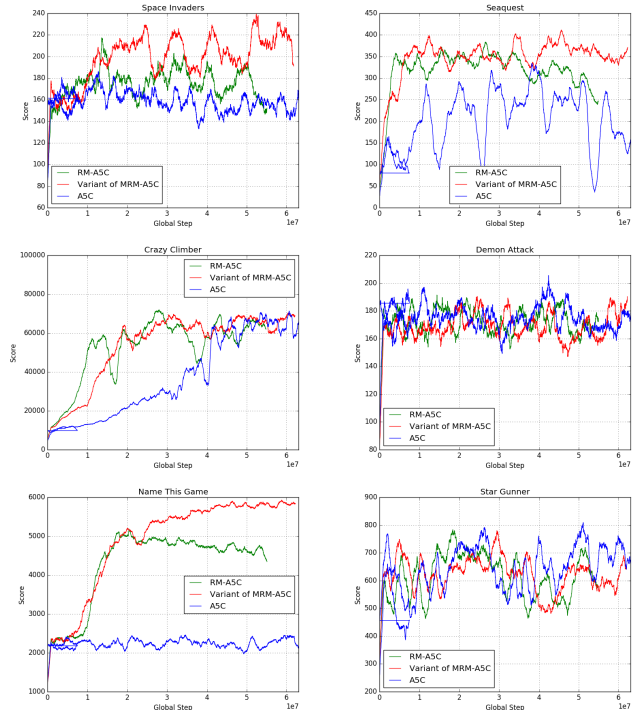 Space Invaders
240
220
200
180
160
140
120
100
80
60
Score
RM-A5C
Variant of MRM-A5C
A5C
0 1 2 3 4 5 6
1e7
Global Step
Seaquest
450
400
350
300
250
200
150
100
50
0
Score
RM-A5C
Variant of MRM-A5C
A5C
0 1 2 3 4 5 6
1e7
Global Step
Crazy Climber
100000
80000
60000
40000
20000
0
Score
RM-A5C
Variant of MRM-A5C
A5C
0 1 2 3 4 5 6
1e7
Global Step
Demon Attack
220
200
180
160
140
120
100
80
Score
RM-A5C
Variant of MRM-A5C
A5C
0 1 2 3 4 5 6
1e7
Global Step
Name This Game
6000
5000
4000
3000
2000
1000
Score
RM-A5C
Variant of MRM-A5C
A5C
0 1 2 3 4 5 6
1e7
Global Step
Star Gunner
900
800
700
600
500
400
300
200
Score
RM-A5C
Variant of MRM-A5C
A5C
0 1 2 3 4 5 6
1e7
Global Step